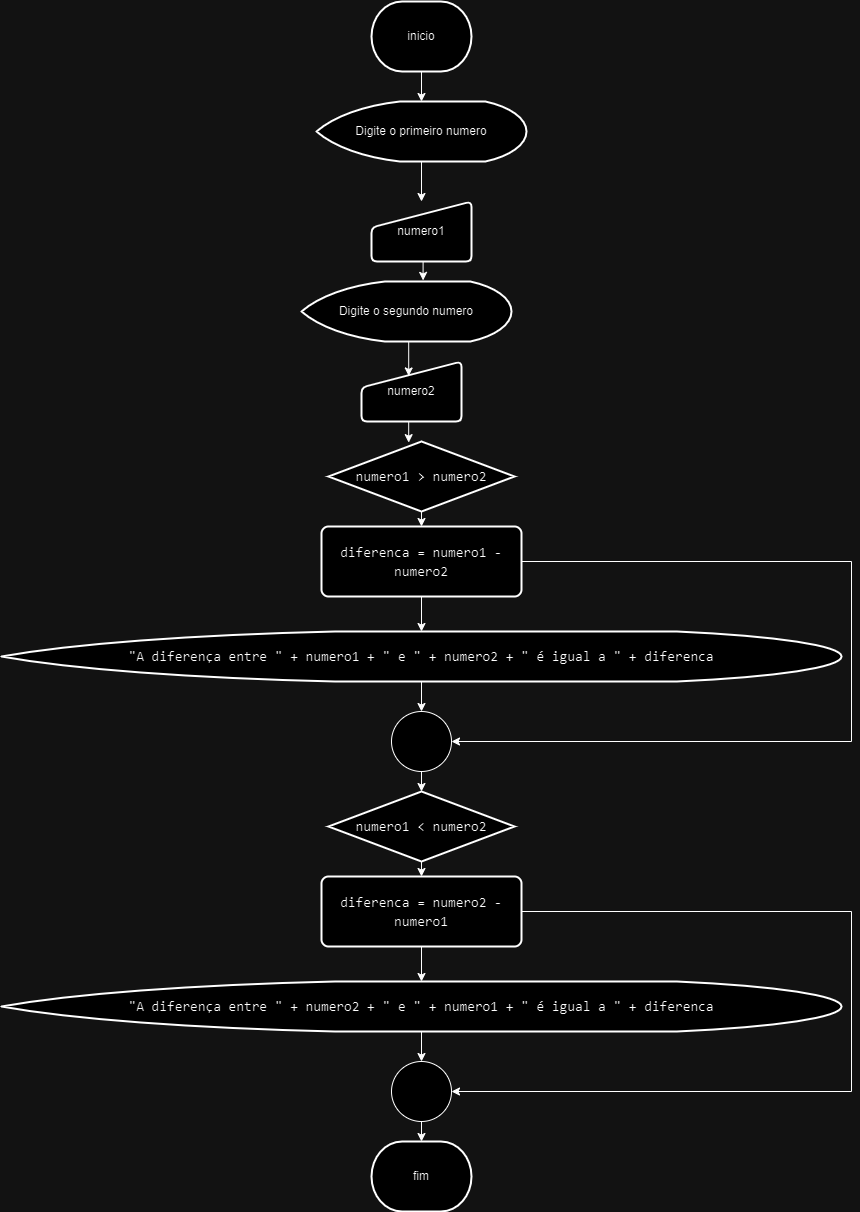 inicio
Digite o primeiro numero
numero1
Digite o segundo numero
numero2
numero1 > numero2
diferenca = numero1 -
numero2
"A diferença entre " + numero1 + " e " + numero2 + " é igual a " + diferenca
numero1 < numero2
diferenca = numero2 -
numero1
"A diferença entre " + numero2 + " e " + numero1 + " é igual a " + diferenca
fim